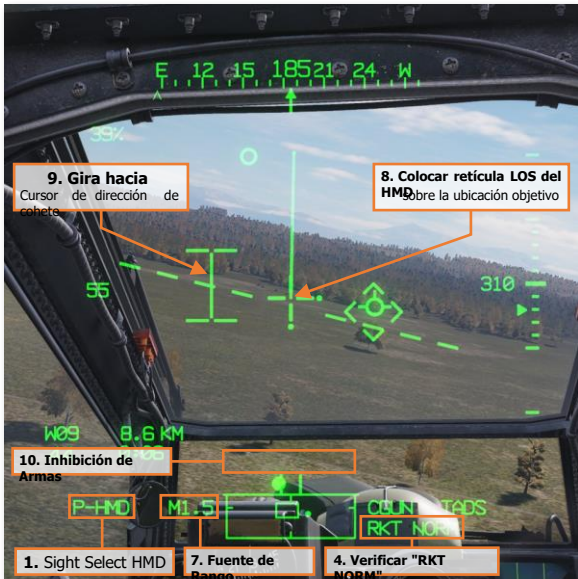 E 12 15 185 21 24 W
39%
9. Gira hacia
Cursor de dirección de
cohete
8. Colocar retícula LOS del
HMD sobre la ubicación objetivo
55
310
W09 8.6 KM
10. Inhibición de
Armas
P-HMD M1.5 TADS
RKT NORM
1. Sight Select HMD
7. Fuente de
Rango
4. Verificar "RKT
NORM"